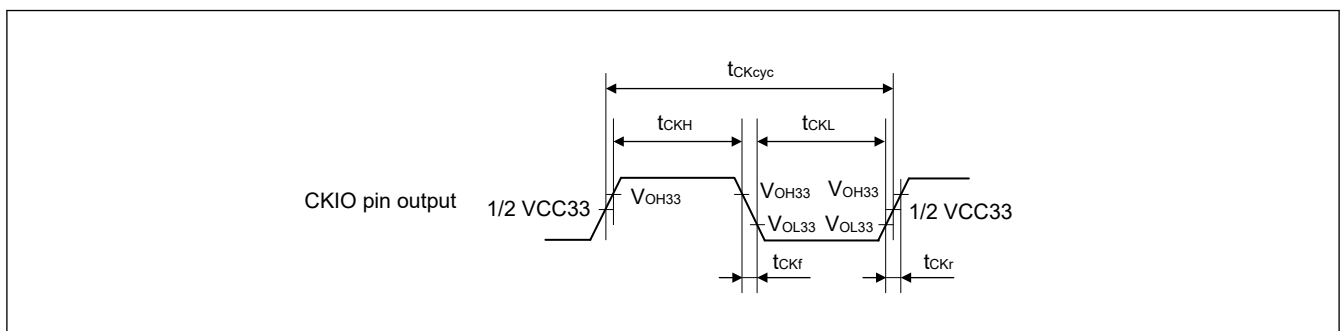 tCKcyc
tCKH
tCKL
CKIO pin output
1/2 VCC33
VOH33
VOH33
VOH33
1/2 VCC33
VOL33
VOL33
tCKf
tCKr